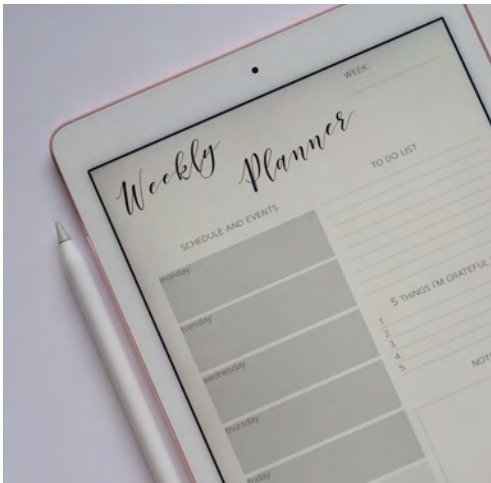 WEEK:
Weekly Planner
SCHEDULE AND EVENTS
monday
tuesday
wednesday
thursday
friday
TO DO LIST
5 THINGS I'M GRATEFUL
1
2
3
4
5